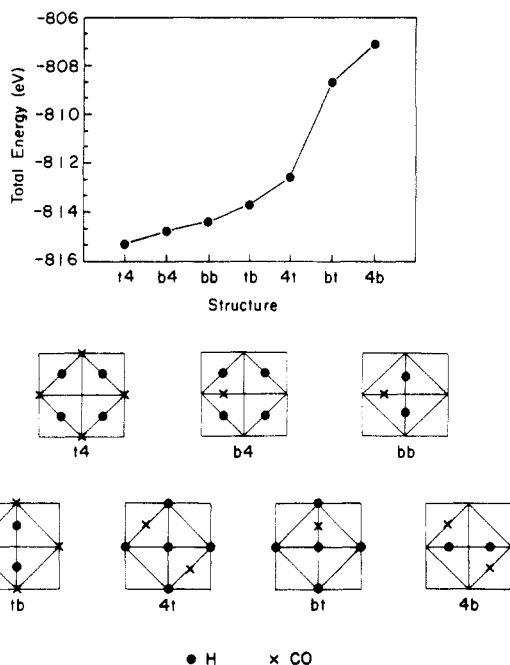 -806
-808
-810
-812
-814
-816
Total Energy (eV)
t4 b4 bb tb 4t bt 4b
Structure
t4 b4 bb
tb 4t bt 4b
● H × CO